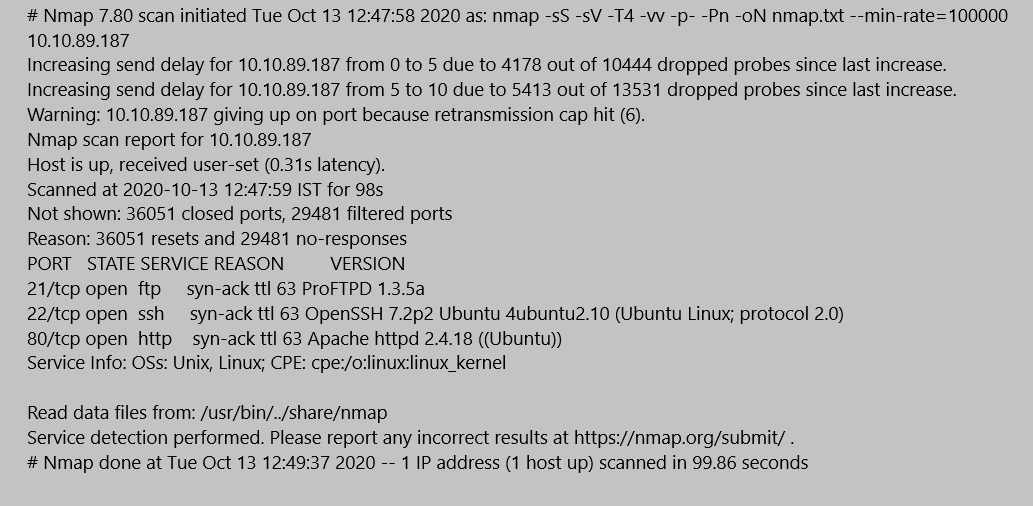 # Nmap 7.80 scan initiated Tue Oct 13 12:47:58 2020 as: nmap -sS -sV -T4 -vv -p- -Pn -oN nmap.txt --min-rate=100000
10.10.89.187
Increasing send delay for 10.10.89.187 from 0 to 5 due to 4178 out of 10444 dropped probes since last increase.
Increasing send delay for 10.10.89.187 from 5 to 10 due to 5413 out of 13531 dropped probes since last increase.
Warning: 10.10.89.187 giving up on port because retransmission cap hit (6).
Nmap scan report for 10.10.89.187
Host is up, received user-set (0.31s latency).
Scanned at 2020-10-13 12:47:59 IST for 98s
Not shown: 36051 closed ports, 29481 filtered ports
Reason: 36051 resets and 29481 no-responses
PORT   STATE SERVICE REASON         VERSION
21/tcp open  ftp     syn-ack ttl 63 ProFTPD 1.3.5a
22/tcp open  ssh     syn-ack ttl 63 OpenSSH 7.2p2 Ubuntu 4ubuntu2.10 (Ubuntu Linux; protocol 2.0)
80/tcp open  http    syn-ack ttl 63 Apache httpd 2.4.18 ((Ubuntu))
Service Info: OSs: Unix, Linux; CPE: cpe:/o:linux:linux_kernel
Read data files from: /usr/bin/../share/nmap
Service detection performed. Please report any incorrect results at https://nmap.org/submit/ .
# Nmap done at Tue Oct 13 12:49:37 2020 -- 1 IP address (1 host up) scanned in 99.86 seconds